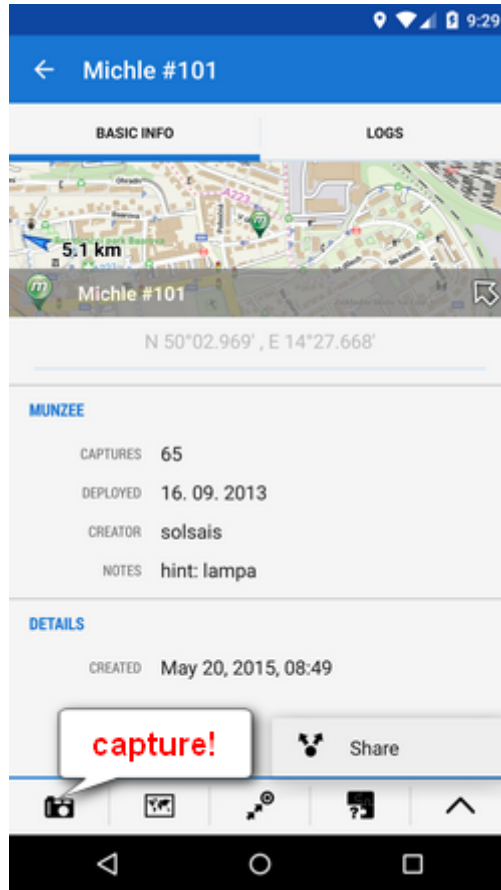 9:29
Michle #101
BASIC INFO
LOGS
5.1 km
Michle #101
N 50°02.969', E 14°27.668'
MUNZEE
CAPTURES 65
DEPLOYED 16. 09. 2013
CREATOR solsais
NOTES hint: lampa
DETAILS
CREATED May 20, 2015, 08:49
capture!
Share